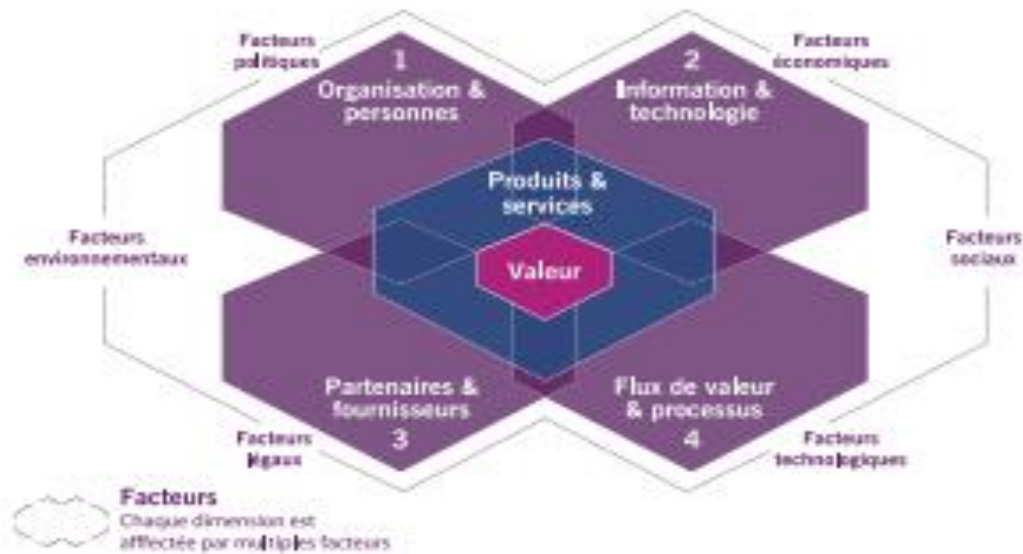 Facteurs
politiques
1
Organisation &
personnes
2
Information &
technologie
Facteurs
économiques
Produits &
services
Valeur
Facteurs
environnementaux
Facteurs
sociaux
Partenaires &
fournisseurs
3
Flux de valeur
& processus
4
Facteurs
légaux
Facteurs
technologiques
Facteurs
Chaque dimension est
afffectée par multiples facteurs